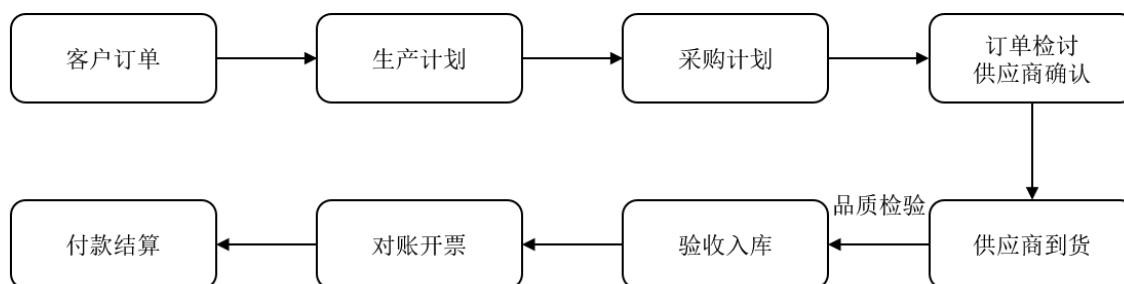 客户订单
生产计划
采购计划
订单检讨
供应商确认
品质检验
供应商到货
验收入库
对账开票
付款结算